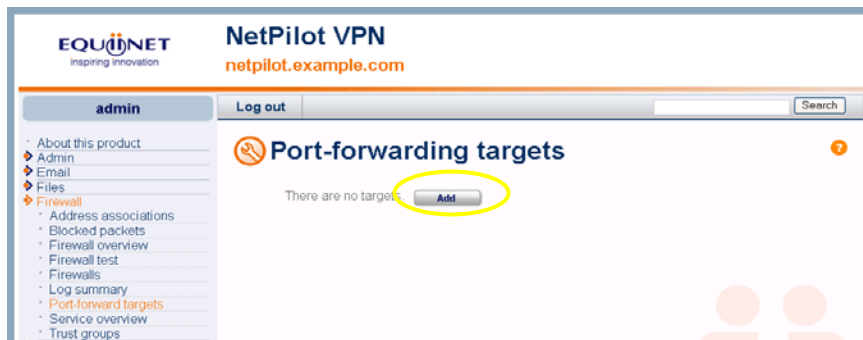 EQUiiNET
inspiring innovation
NetPilot VPN
netpilot.example.com
admin
Log out
Search
About this product
Admin
Email
Files
Firewall
Address associations
Blocked packets
Firewall overview
Firewall test
Firewalls
Log summary
Port-forward targets
Service overview
Trust groups
Port-forwarding targets
?
There are no targets.
Add